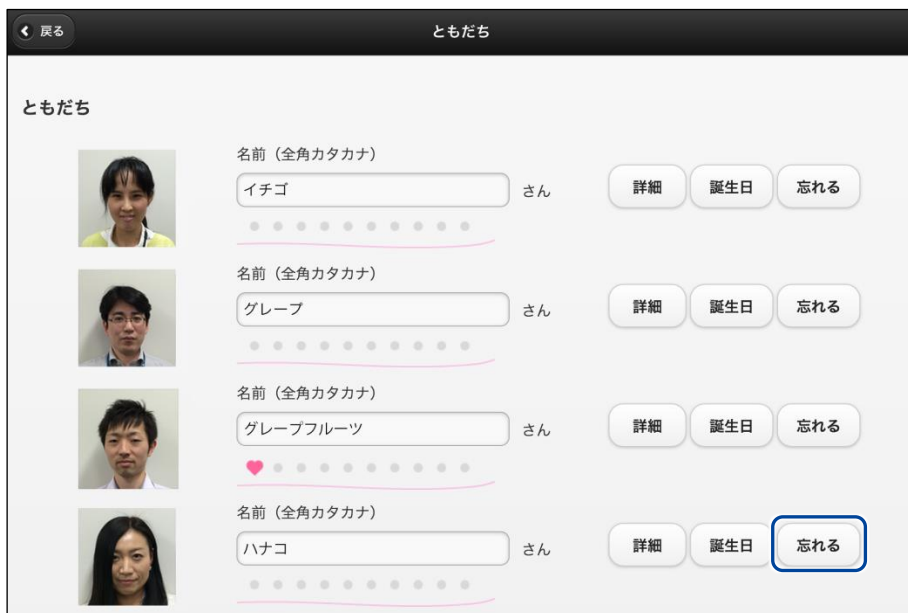 戻る
ともだち
ともだち
名前（全角カタカナ）
イチゴ さん 詳細 誕生日 忘れる
名前（全角カタカナ）
グレープ さん 詳細 誕生日 忘れる
名前（全角カタカナ）
グレープフルーツ さん 詳細 誕生日 忘れる
名前（全角カタカナ）
ハナコ さん 詳細 誕生日 忘れる